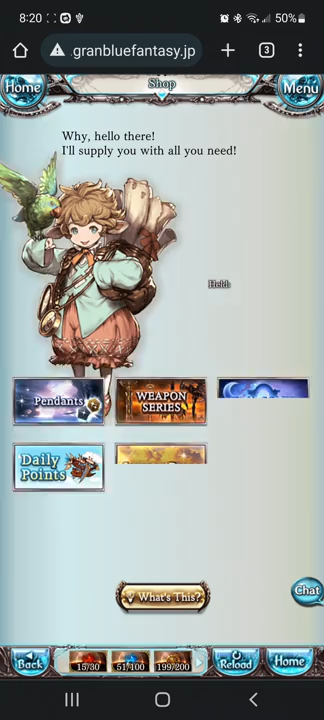 8:20
50%
.granbluefantasy.jp
3
Home
Shop
Menu
Why, hello there!
I'll supply you with all you need!
Held:
Pendants
WEAPON
SERIES
Daily
Points
What's This?
Chat
Back
15/30
51/100
199/200
Reload
Home